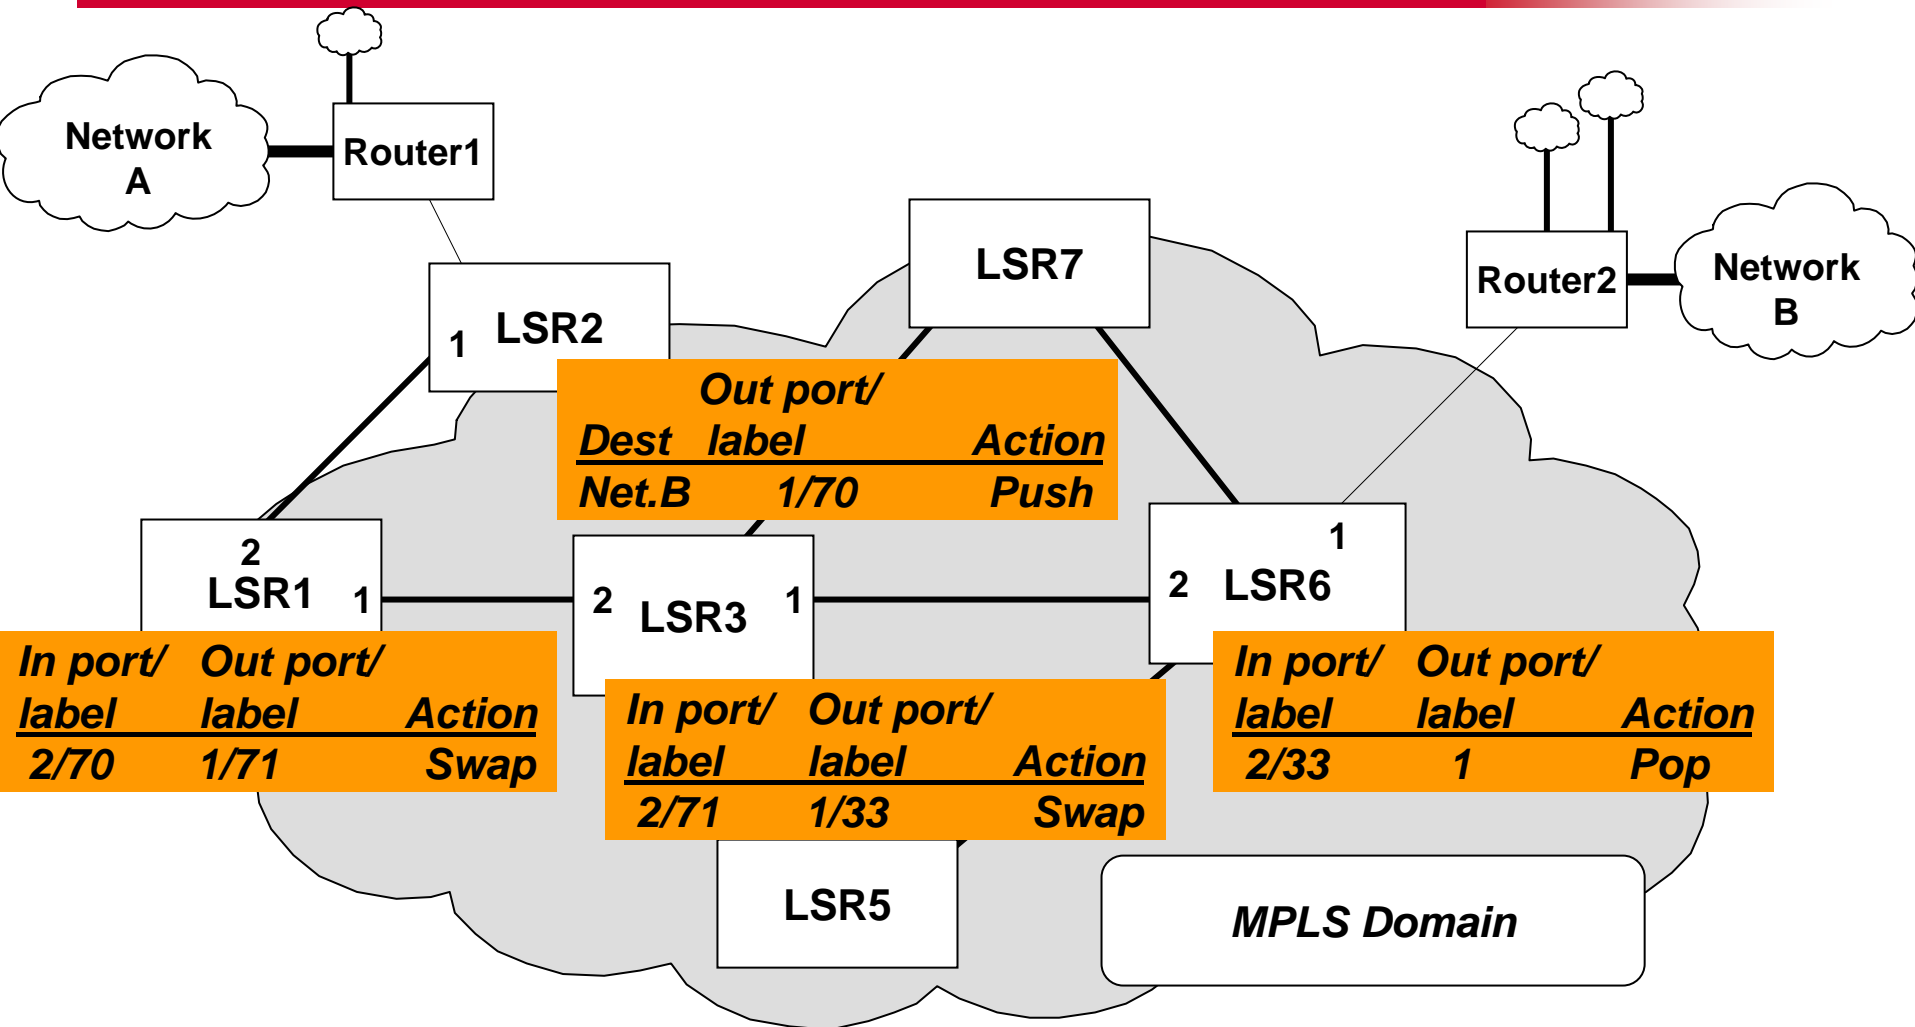 Network
A
Router1
LSR7
Router2
Network
B
LSR2
1
Out port/
Dest label Action
Net.B 1/70 Push
2
LSR1
1
2
LSR3
1
1
2
LSR6
In port/ Out port/
label label Action
2/70 1/71 Swap
In port/ Out port/
label label Action
2/71 1/33 Swap
In port/ Out port/
label label Action
2/33 1 Pop
LSR5
MPLS Domain